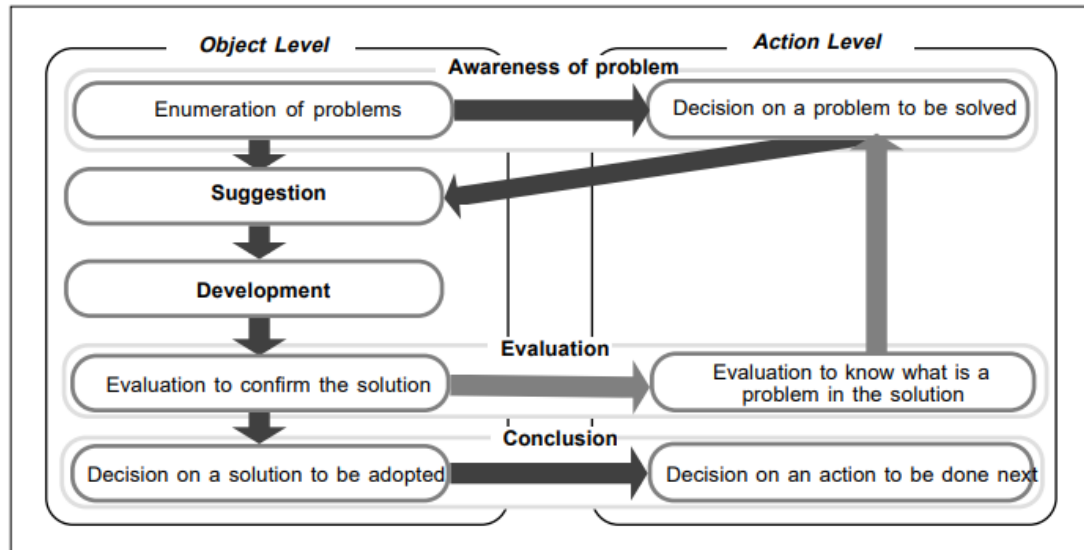 Object Level
Action Level
Awareness of problem
Enumeration of problems
Decision on a problem to be solved
Suggestion
Development
Evaluation
Evaluation to confirm the solution
Evaluation to know what is a
problem in the solution
Conclusion
Decision on a solution to be adopted
Decision on an action to be done next